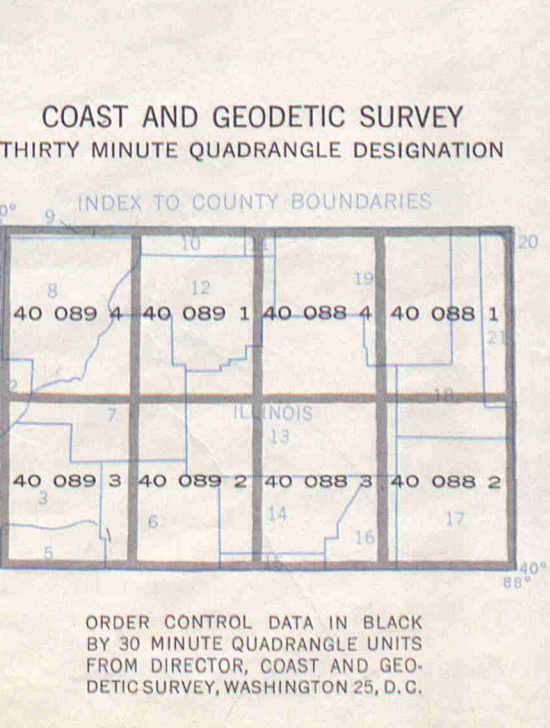 COAST AND GEODETIC SURVEY
THIRTY MINUTE QUADRANGLE DESIGNATION
INDEX TO COUNTY BOUNDARIES
0° 9
10 20
8 12 19
40 089 4 40 089 1 40 088 4 40 088 1
21
18
7 ILLINOIS
13
40 089 3 40 089 2 40 088 3 40 088 2
3
6 14 17
16
5
40°
88°
ORDER CONTROL DATA IN BLACK
BY 30 MINUTE QUADRANGLE UNITS
FROM DIRECTOR, COAST AND GEO-
DETIC SURVEY, WASHINGTON 25, D.C.